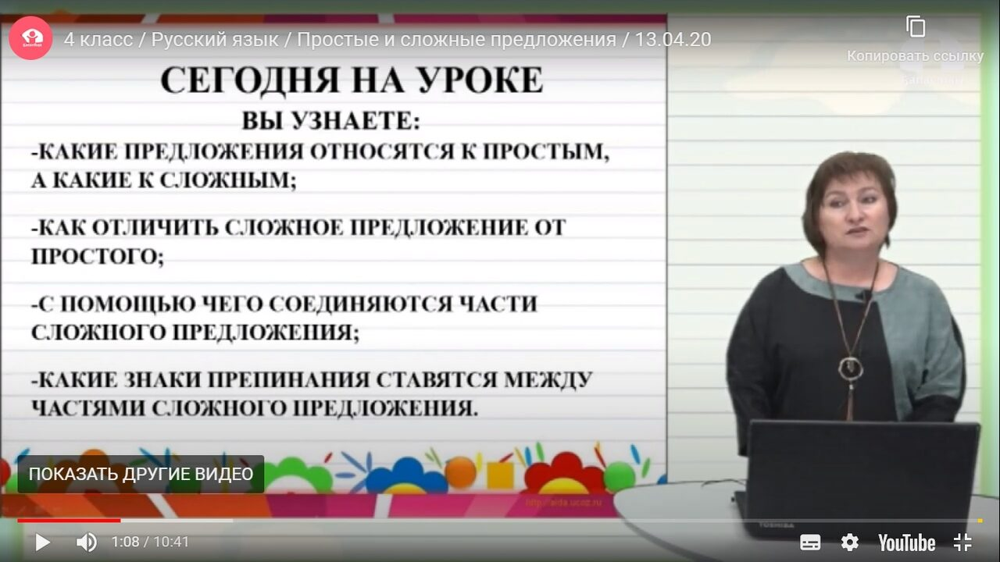 4 класс / Русский язык / Простые и сложные предложения / 13.04.20
Копировать ссылку
СЕГОДНЯ НА УРОКЕ
ВЫ УЗНАЕТЕ:
-КАКИЕ ПРЕДЛОЖЕНИЯ ОТНОСЯТСЯ К ПРОСТЫМ,
А КАКИЕ К СЛОЖНЫМ;
-КАК ОТЛИЧИТЬ СЛОЖНОЕ ПРЕДЛОЖЕНИЕ ОТ
ПРОСТОГО;
-С ПОМОЩЬЮ ЧЕГО СОЕДИНЯЮТСЯ ЧАСТИ
СЛОЖНОГО ПРЕДЛОЖЕНИЯ;
-КАКИЕ ЗНАКИ ПРЕПИНАНИЯ СТАВЯТСЯ МЕЖДУ
ЧАСТЯМИ СЛОЖНОГО ПРЕДЛОЖЕНИЯ.
ПОКАЗАТЬ ДРУГИЕ ВИДЕО
http://aida.ucoz.ru
TOSHIBA
1:08 / 10:41
YouTube